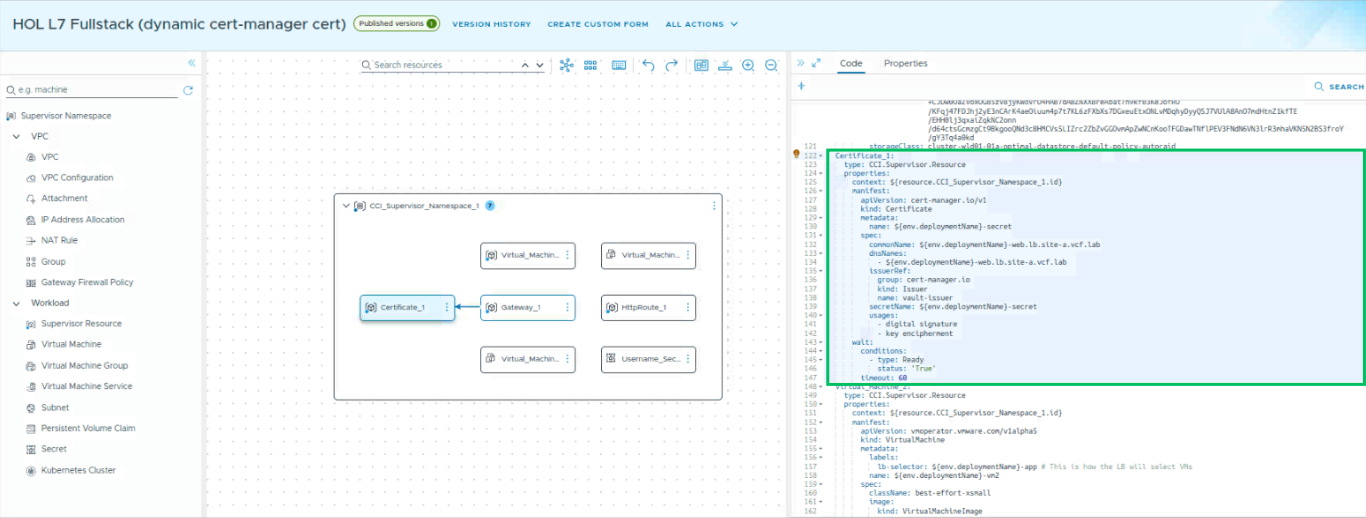 HOL L7 Fullstack (dynamic cert-manager cert) Published versions 1 VERSION HISTORY CREATE CUSTOM FORM ALL ACTIONS
Search resources
e.g. machine
Supervisor Namespace
VPC
VPC
VPC Configuration
Attachment
IP Address Allocation
NAT Rule
Group
Gateway Firewall Policy
Workload
Supervisor Resource
Virtual Machine
Virtual Machine Group
Virtual Machine Service
Subnet
Persistent Volume Claim
Secret
Kubernetes Cluster
CCI_Supervisor_Namespace_1 7
Virtual_Machin...
Virtual_Machin...
Certificate_1
Gateway_1
HttpRoute_1
Virtual_Machin...
Username_Sec...
Code Properties
SEARCH
121 storageClass: cluster-wld01-01a-optimal-datastore-default-policy-autoraid
122 Certificate_1:
123 type: CCI.Supervisor.Resource
124 properties:
125 context: ${resource.CCI_Supervisor_Namespace_1.id}
126 manifest:
127 apiVersion: cert-manager.io/v1
128 kind: Certificate
129 metadata:
130 name: ${env.deploymentName}-secret
131 spec:
132 commonName: ${env.deploymentName}-web.lb.site-a.vcf.lab
133 dnsNames:
134 - ${env.deploymentName}-web.lb.site-a.vcf.lab
135 issuerRef:
136 group: cert-manager.io
137 kind: Issuer
138 name: vault-issuer
139 secretName: ${env.deploymentName}-secret
140 usages:
141 - digital signature
142 - key encipherment
143 wait:
144 conditions:
145 - type: Ready
146 status: 'True'
147 timeout: 60
148 Virtual_Machine_2:
149 type: CCI.Supervisor.Resource
150 properties:
151 context: ${resource.CCI_Supervisor_Namespace_1.id}
152 manifest:
153 apiVersion: vmoperator.vmware.com/v1alpha5
154 kind: VirtualMachine
155 metadata:
156 labels:
157 lb-selector: ${env.deploymentName}-app # This is how the LB will select VMs
158 name: ${env.deploymentName}-vm2
159 spec:
160 className: best-effort-xsmall
161 image:
162 kind: VirtualMachineImage